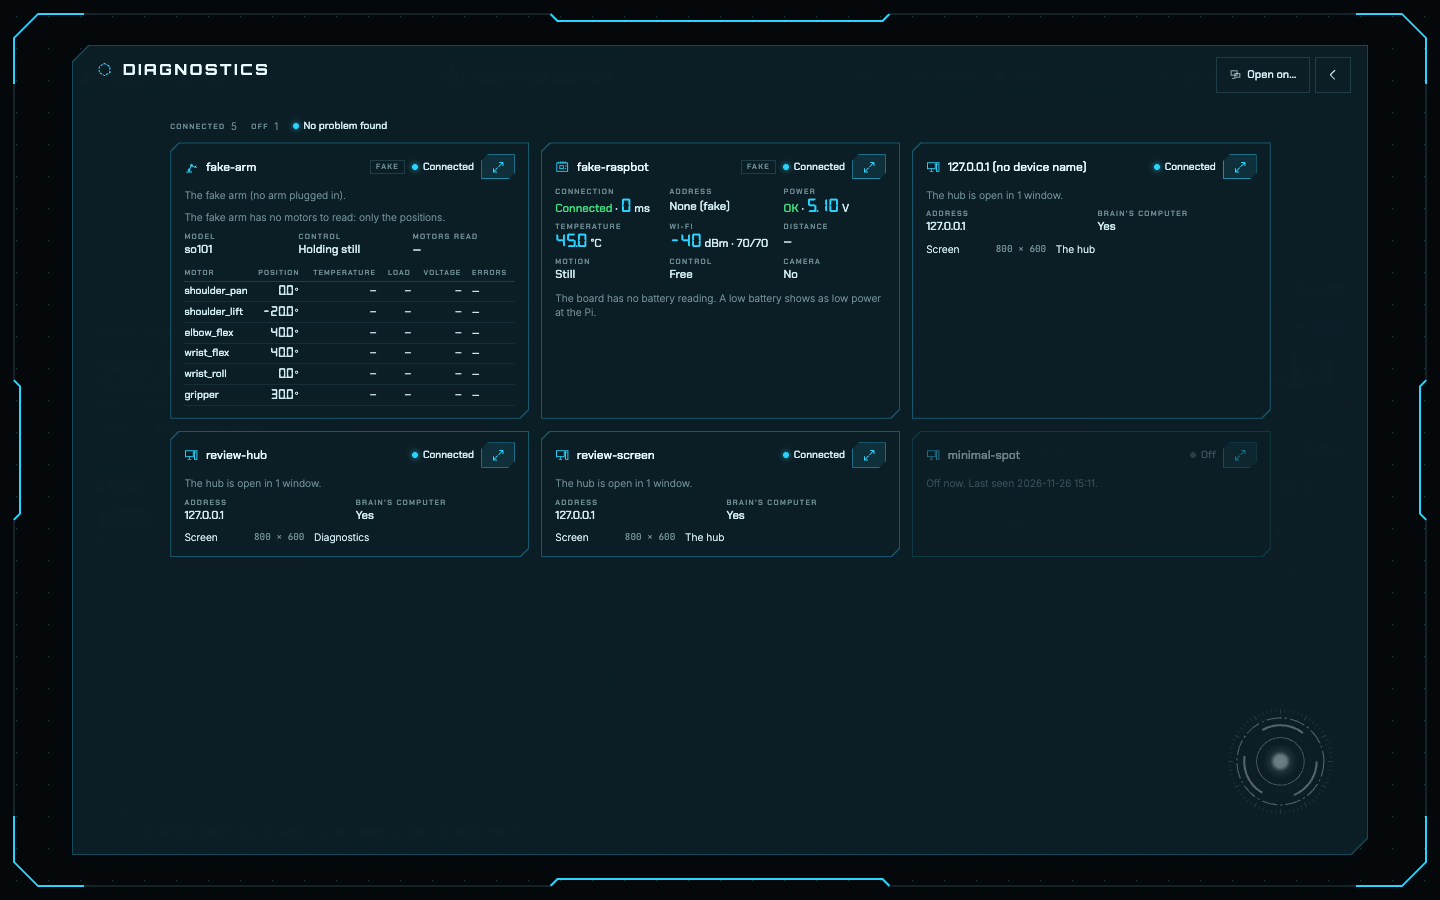 DIAGNOSTICS
Open on...
CONNECTED 5 OFF 1 No problem found
fake-arm FAKE Connected
The fake arm (no arm plugged in).
The fake arm has no motors to read: only the positions.
MODEL CONTROL MOTORS READ
so101 Holding still –
MOTOR POSITION TEMPERATURE LOAD VOLTAGE ERRORS
shoulder_pan 0.0° – – – –
shoulder_lift -20.0° – – – –
elbow_flex 40.0° – – – –
wrist_flex 40.0° – – – –
wrist_roll 0.0° – – – –
gripper 30.0° – – – –
fake-raspbot FAKE Connected
CONNECTION ADDRESS POWER
Connected · 0 ms None (fake) OK · 5.10 V
TEMPERATURE WI-FI DISTANCE
45.0 °C -40 dBm · 70/70 –
MOTION CONTROL CAMERA
Still Free No
The board has no battery reading. A low battery shows as low power
at the Pi.
127.0.0.1 (no device name) Connected
The hub is open in 1 window.
ADDRESS BRAIN'S COMPUTER
127.0.0.1 Yes
Screen 800 × 600 The hub
review-hub Connected
The hub is open in 1 window.
ADDRESS BRAIN'S COMPUTER
127.0.0.1 Yes
Screen 800 × 600 Diagnostics
review-screen Connected
The hub is open in 1 window.
ADDRESS BRAIN'S COMPUTER
127.0.0.1 Yes
Screen 800 × 600 The hub
minimal-spot Off
Off now. Last seen 2026-11-26 15:11.